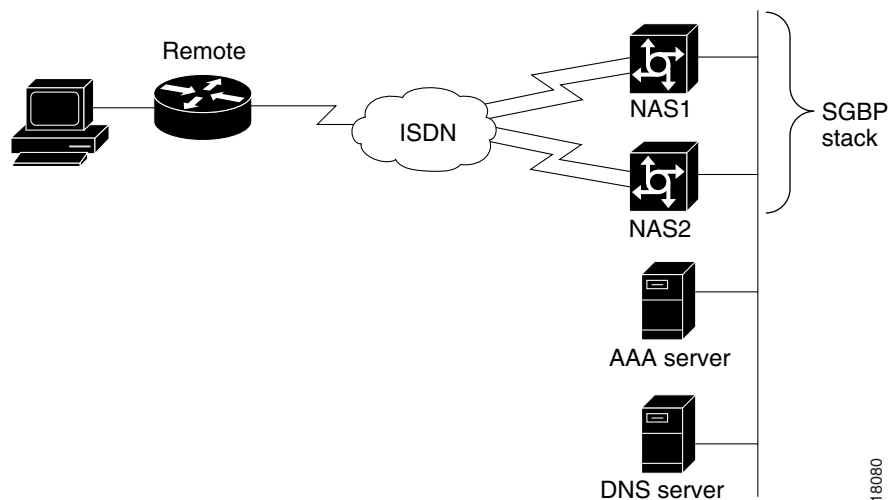 Remote
ISDN
NAS1
NAS2
SGBP
stack
AAA server
DNS server
18080